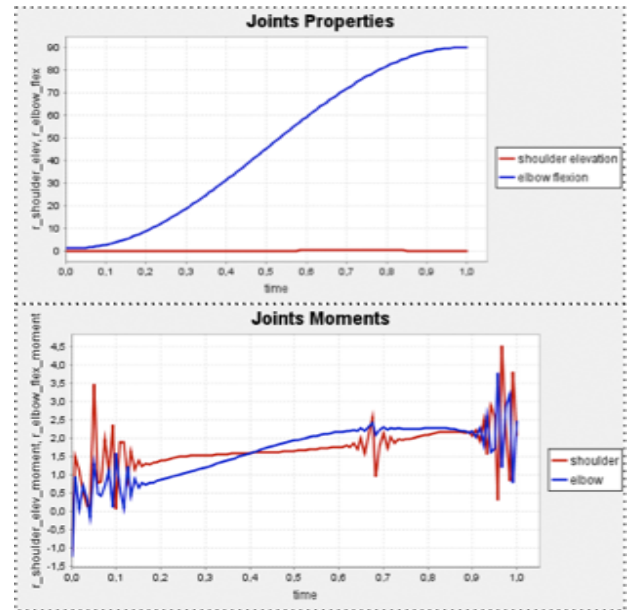 Joints Properties
r_shoulder_elev, r_elbow_flex
90
80
70
60
50
40
30
20
10
0
0,0 0,1 0,2 0,3 0,4 0,5 0,6 0,7 0,8 0,9 1,0
time
shoulder elevation
elbow flexion
Joints Moments
r_shoulder_elev_moment, r_elbow_flex_moment
4,5
4,0
3,5
3,0
2,5
2,0
1,5
1,0
0,5
0,0
-0,5
-1,0
-1,5
0,0 0,1 0,2 0,3 0,4 0,5 0,6 0,7 0,8 0,9 1,0
time
shoulder
elbow